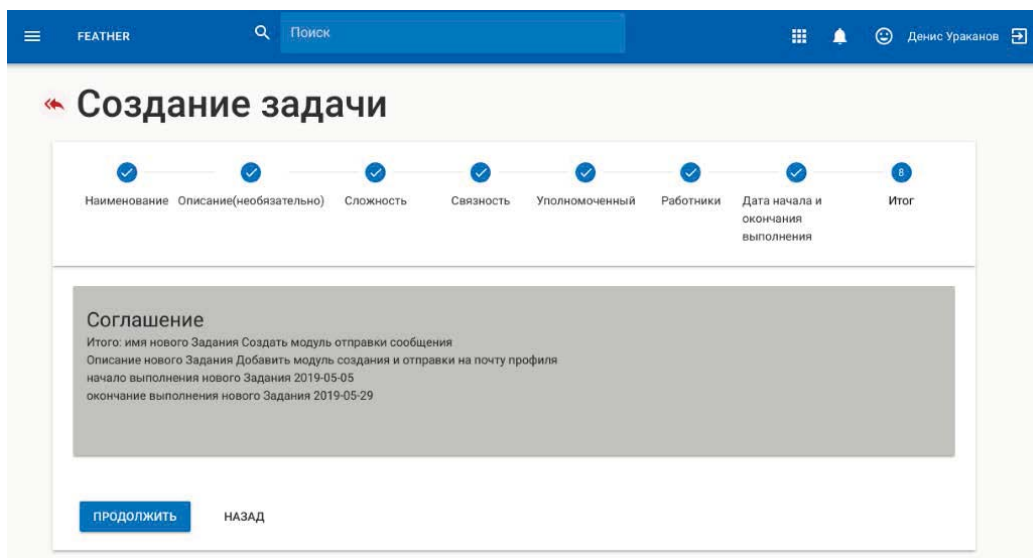 FEATHER
Поиск
Денис Ураканов
Создание задачи
Наименование
Описание(необязательно)
Сложность
Связность
Уполномоченный
Работники
Дата начала и
окончания
выполнения
8
Итог
Соглашение
Итого: имя нового Задания Создать модуль отправки сообщения
Описание нового Задания Добавить модуль создания и отправки на почту профиля
начало выполнения нового Задания 2019-05-05
окончание выполнения нового Задания 2019-05-29
ПРОДОЛЖИТЬ
НАЗАД